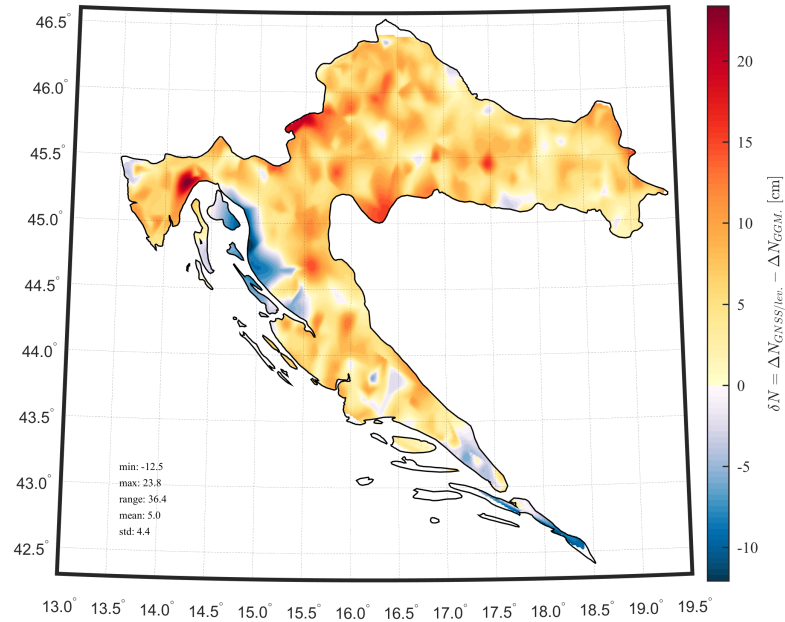 46.5°
46.0°
45.5°
45.0°
44.5°
44.0°
43.5°
43.0°
42.5°
min: -12.5
max: 23.8
range: 36.4
mean: 5.0
std: 4.4
13.0° 13.5° 14.0° 14.5° 15.0° 15.5° 16.0° 16.5° 17.0° 17.5° 18.0° 18.5° 19.0° 19.5°
20
15
10
5
0
-5
-10
δN = ΔN_GNSS/lev. − ΔN_GGM. [cm]